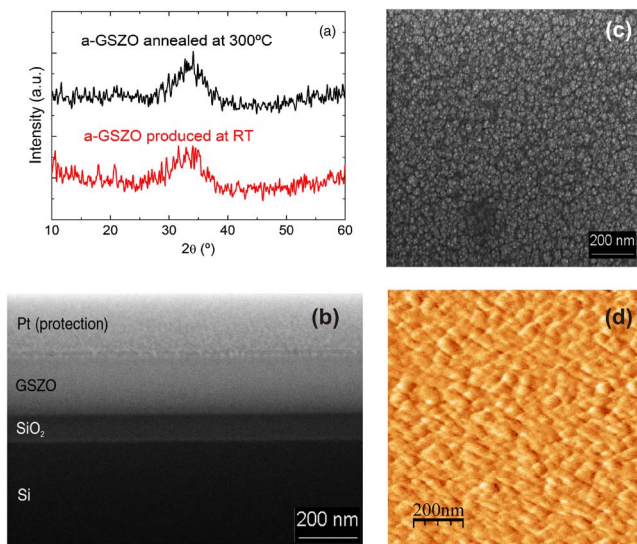 (a)
a-GSZO annealed at 300ºC
Intensity (a.u.)
a-GSZO produced at RT
10 20 30 40 50 60
2θ (º)
(c)
200 nm
(b)
Pt (protection)
GSZO
SiO₂
Si
200 nm
(d)
200nm